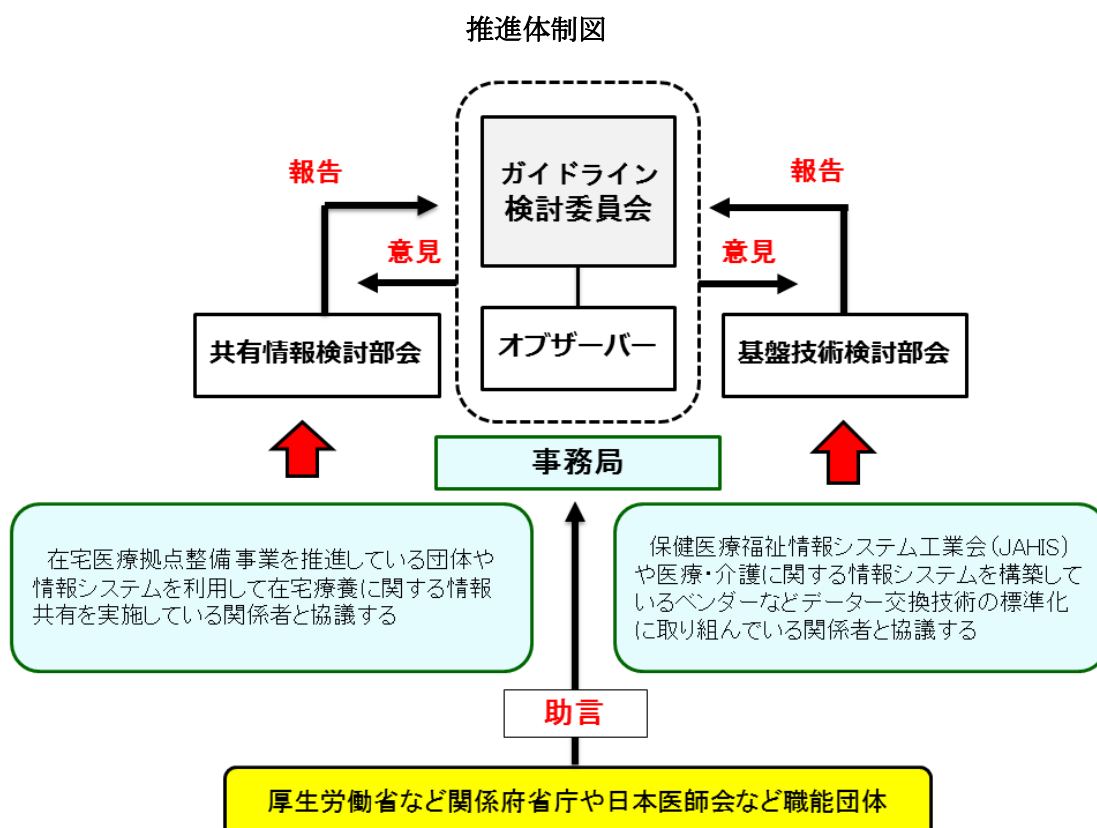 推進体制図
ガイドライン
検討委員会
報告
報告
意見
意見
共有情報検討部会
オブザーバー
基盤技術検討部会
事務局
在宅医療拠点整備事業を推進している団体や
情報システムを利用して在宅療養に関する情報
共有を実施している関係者と協議する
保健医療福祉情報システム工業会(JAHIS)
や医療・介護に関する情報システムを構築して
いるベンダーなどデーター交換技術の標準化
に取り組んでいる関係者と協議する
助言
厚生労働省など関係府省庁や日本医師会など職能団体